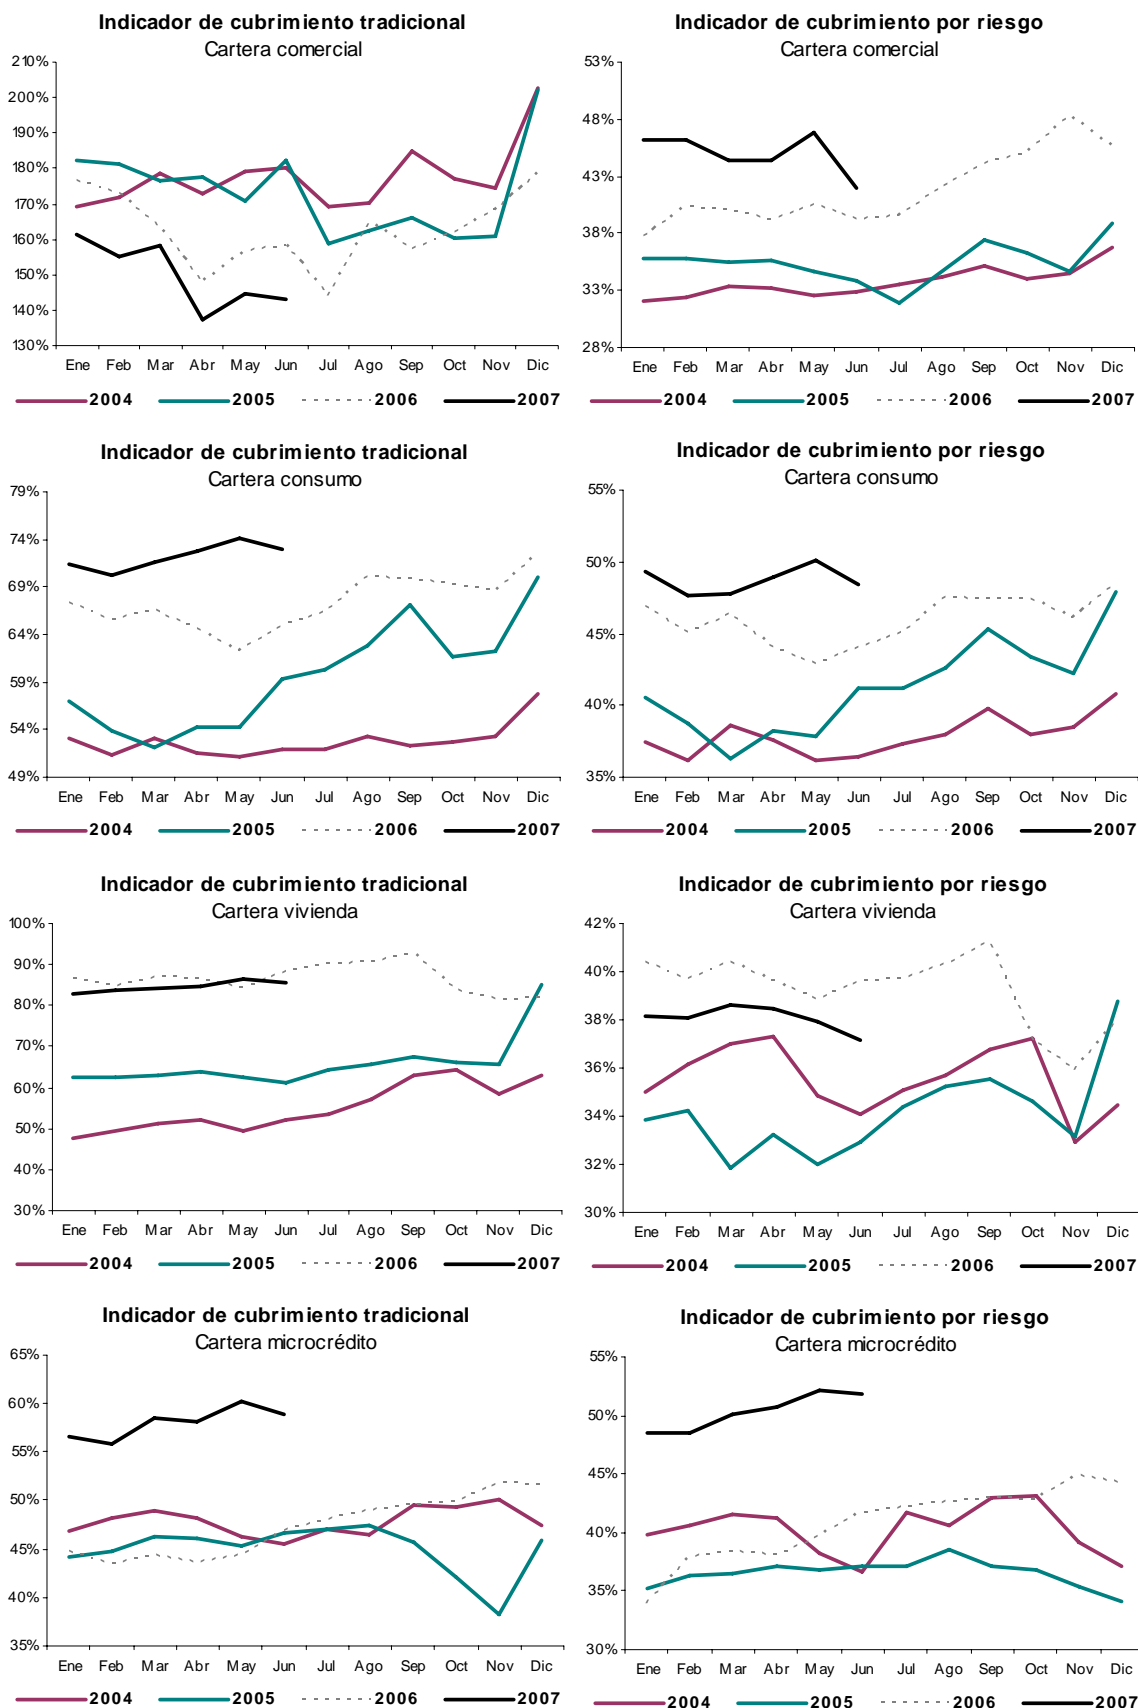 Indicador de cubrimiento tradicional
Cartera comercial
210%
200%
190%
180%
170%
160%
150%
140%
130%
Ene Feb Mar Abr May Jun Jul Ago Sep Oct Nov Dic
2004 2005 2006 2007
Indicador de cubrimiento por riesgo
Cartera comercial
53%
48%
43%
38%
33%
28%
Ene Feb Mar Abr May Jun Jul Ago Sep Oct Nov Dic
2004 2005 2006 2007
Indicador de cubrimiento tradicional
Cartera consumo
79%
74%
69%
64%
59%
54%
49%
Ene Feb Mar Abr May Jun Jul Ago Sep Oct Nov Dic
2004 2005 2006 2007
Indicador de cubrimiento por riesgo
Cartera consumo
55%
50%
45%
40%
35%
Ene Feb Mar Abr May Jun Jul Ago Sep Oct Nov Dic
2004 2005 2006 2007
Indicador de cubrimiento tradicional
Cartera vivienda
100%
90%
80%
70%
60%
50%
40%
30%
Ene Feb Mar Abr May Jun Jul Ago Sep Oct Nov Dic
2004 2005 2006 2007
Indicador de cubrimiento por riesgo
Cartera vivienda
42%
40%
38%
36%
34%
32%
30%
Ene Feb Mar Abr May Jun Jul Ago Sep Oct Nov Dic
2004 2005 2006 2007
Indicador de cubrimiento tradicional
Cartera microcrédito
65%
60%
55%
50%
45%
40%
35%
Ene Feb Mar Abr May Jun Jul Ago Sep Oct Nov Dic
2004 2005 2006 2007
Indicador de cubrimiento por riesgo
Cartera microcrédito
55%
50%
45%
40%
35%
30%
Ene Feb Mar Abr May Jun Jul Ago Sep Oct Nov Dic
2004 2005 2006 2007